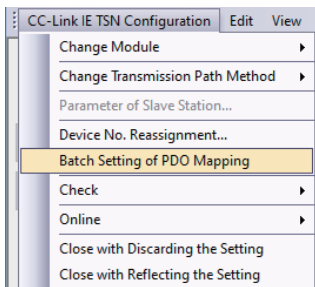 CC-Link IE TSN Configuration Edit View
Change Module
Change Transmission Path Method
Parameter of Slave Station...
Device No. Reassignment...
Batch Setting of PDO Mapping
Check
Online
Close with Discarding the Setting
Close with Reflecting the Setting